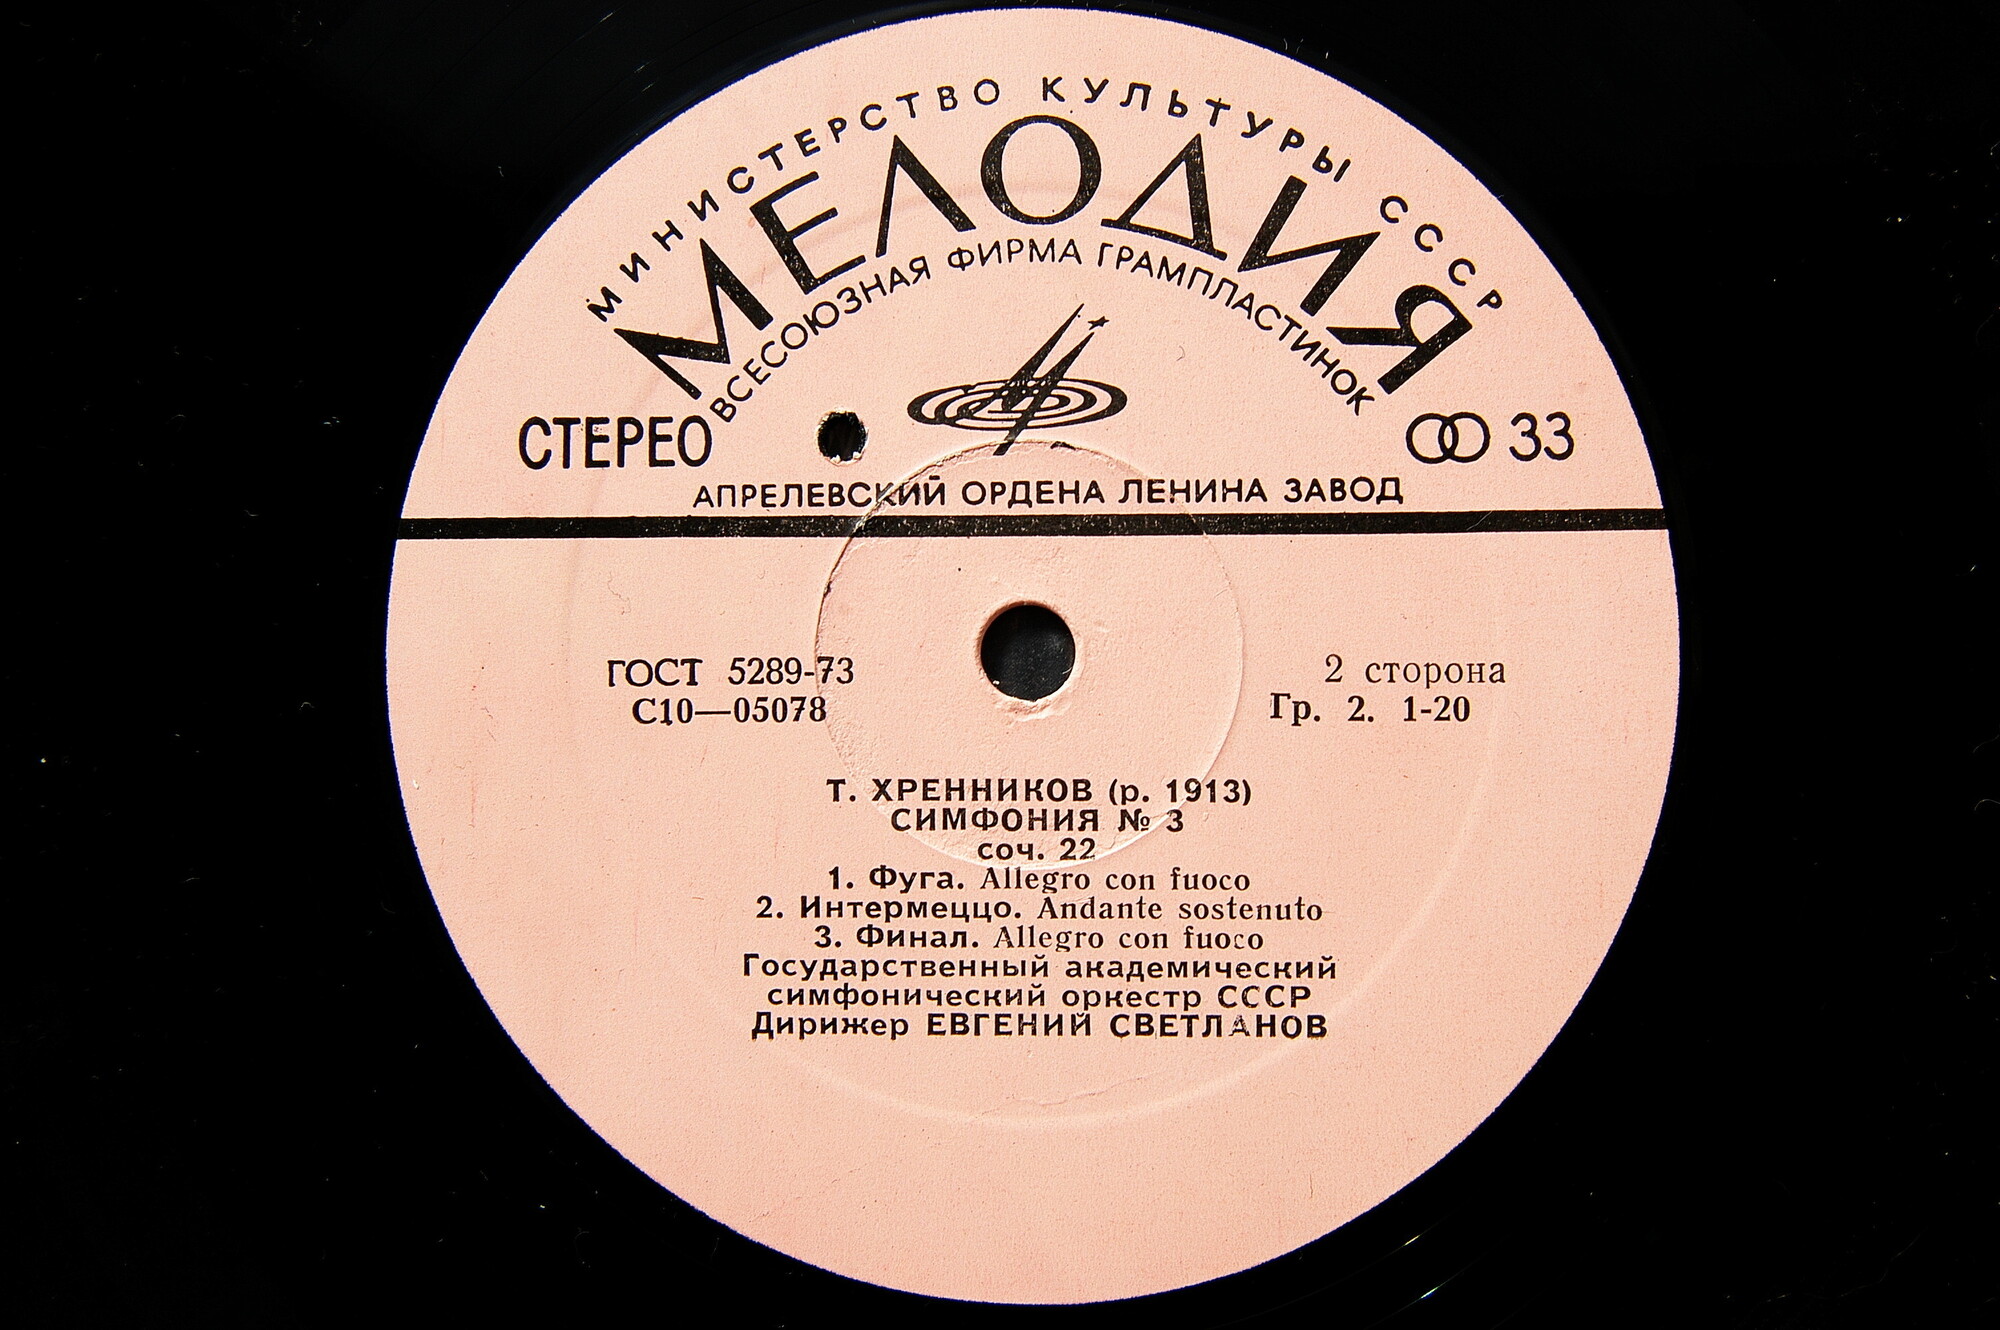 МИНИСТЕРСТВО КУЛЬТУРЫ СССР
МЕЛОДИЯ
ВСЕСОЮЗНАЯ ФИРМА ГРАМПЛАСТИНОК
СТЕРЕО
33
АПРЕЛЕВСКИЙ ОРДЕНА ЛЕНИНА ЗАВОД
ГОСТ 5289-73
С10—05078
2 сторона
Гр. 2. 1-20
Т. ХРЕННИКОВ (р. 1913)
СИМФОНИЯ № 3
соч. 22
1. Фуга. Allegro con fuoco
2. Интермеццо. Andante sostenuto
3. Финал. Allegro con fuoco
Государственный академический
симфонический оркестр СССР
Дирижер ЕВГЕНИЙ СВЕТЛАНОВ